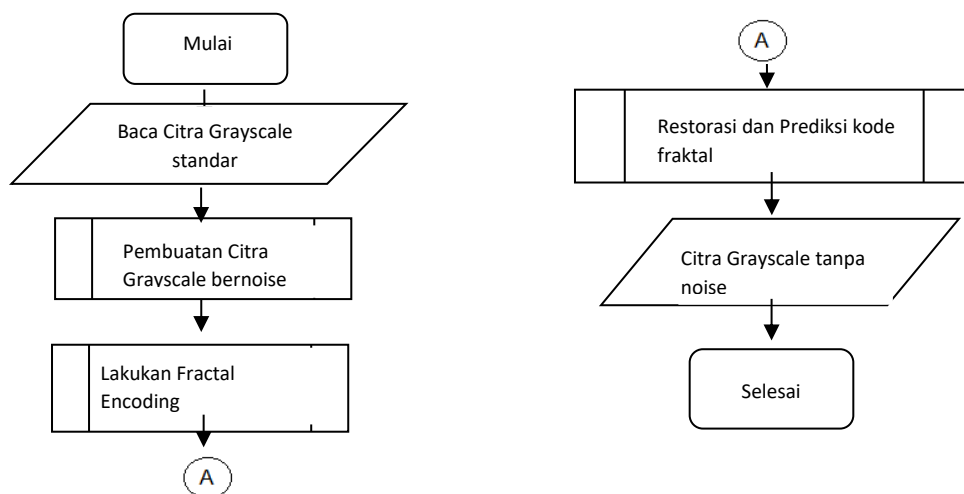 Mulai
Baca Citra Grayscale
standar
Pembuatan Citra
Grayscale bernoise
Lakukan Fractal
Encoding
A
A
Restorasi dan Prediksi kode
fraktal
Citra Grayscale tanpa
noise
Selesai